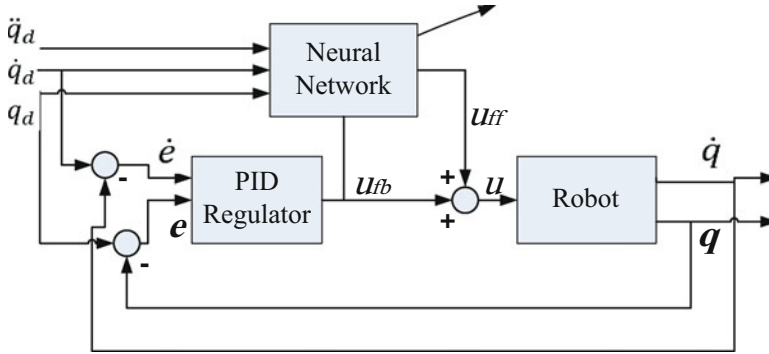 q̈d
q̇d
qd
Neural
Network
uff
ė
e
-
-
PID
Regulator
ufb
+
+
u
Robot
q̇
q